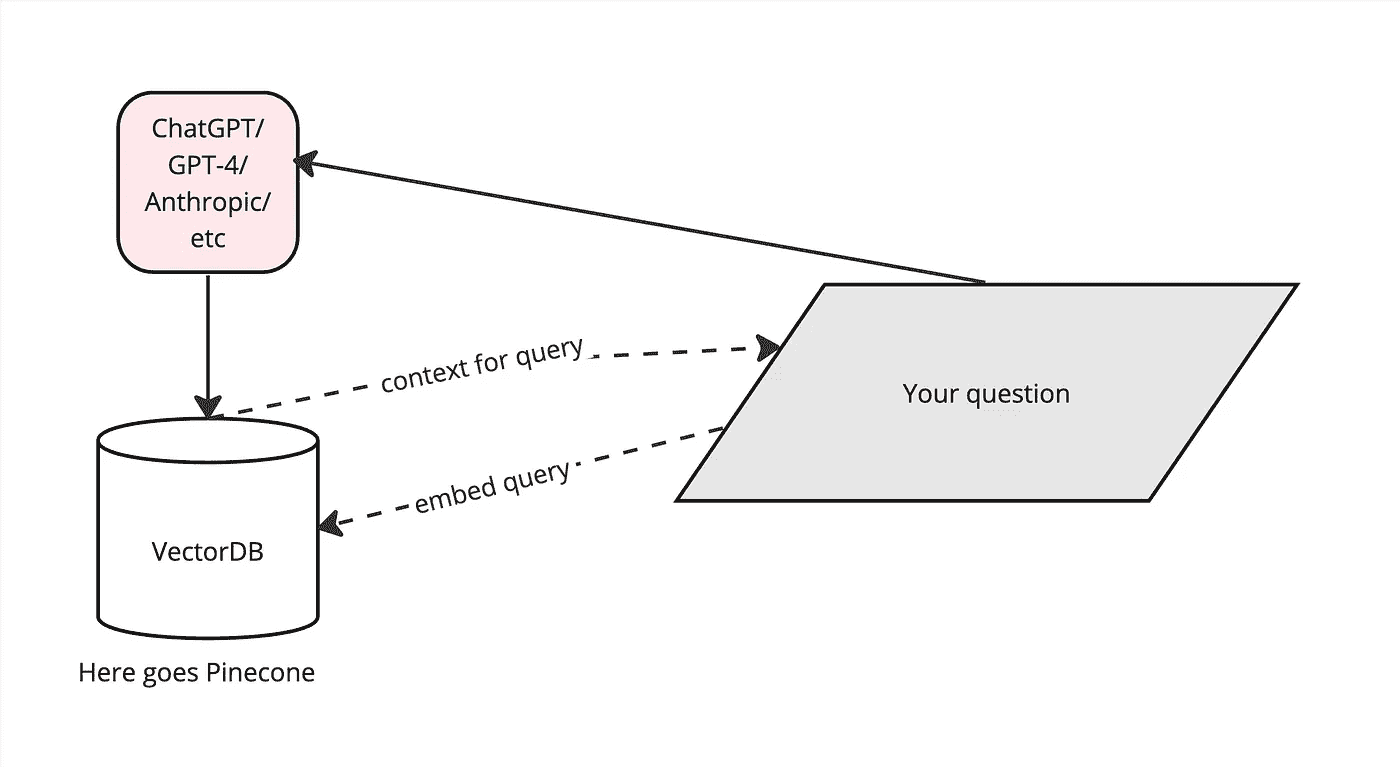 ChatGPT/
GPT-4/
Anthropic/
etc
context for query
Your question
embed query
VectorDB
Here goes Pinecone